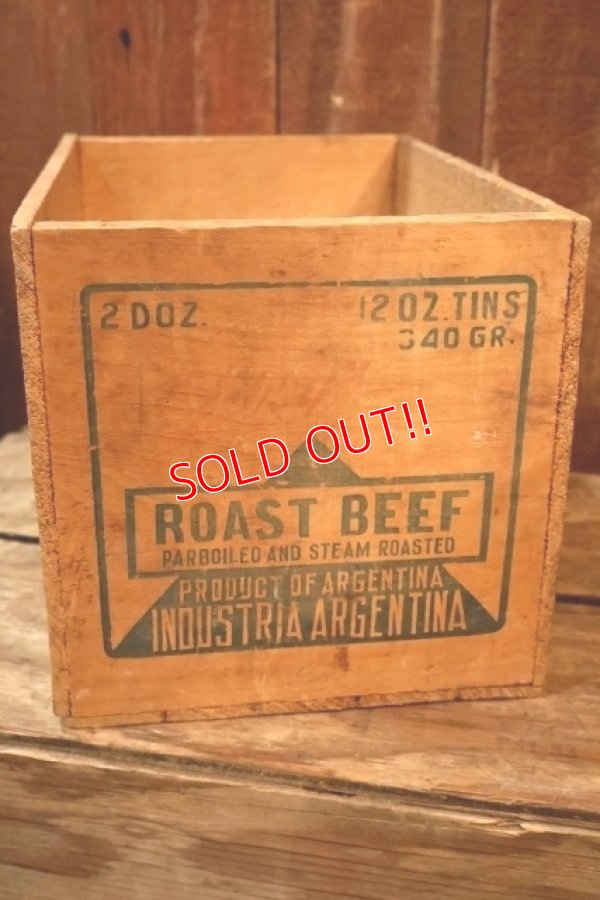 2 DOZ.
12 OZ. TINS
340 GR.
SOLD OUT!!
ROAST BEEF
PARBOILED AND STEAM ROASTED
PRODUCT OF ARGENTINA
INDUSTRIA ARGENTINA